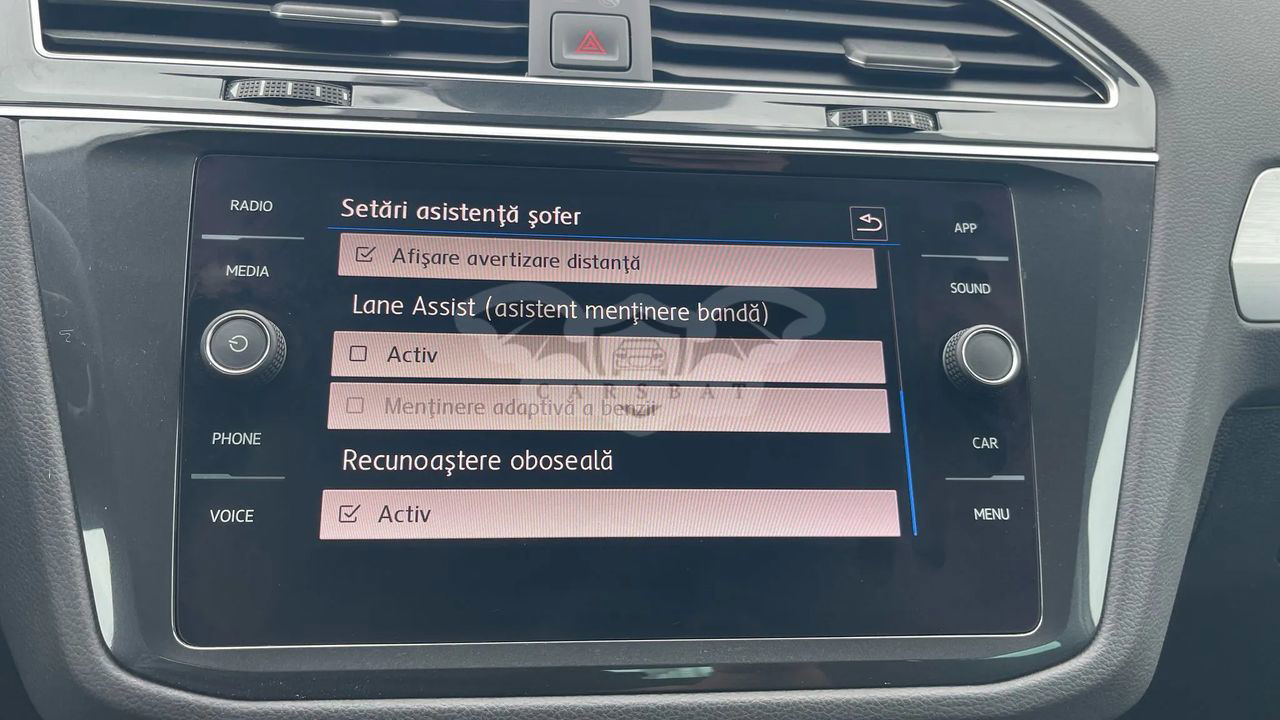 RADIO
MEDIA
PHONE
VOICE
Setări asistenţă şofer
Afişare avertizare distanţă
Lane Assist (asistent menţinere bandă)
Activ
CARSBAT
Menţinere adaptivă a benzii
Recunoaştere oboseală
Activ
APP
SOUND
CAR
MENU